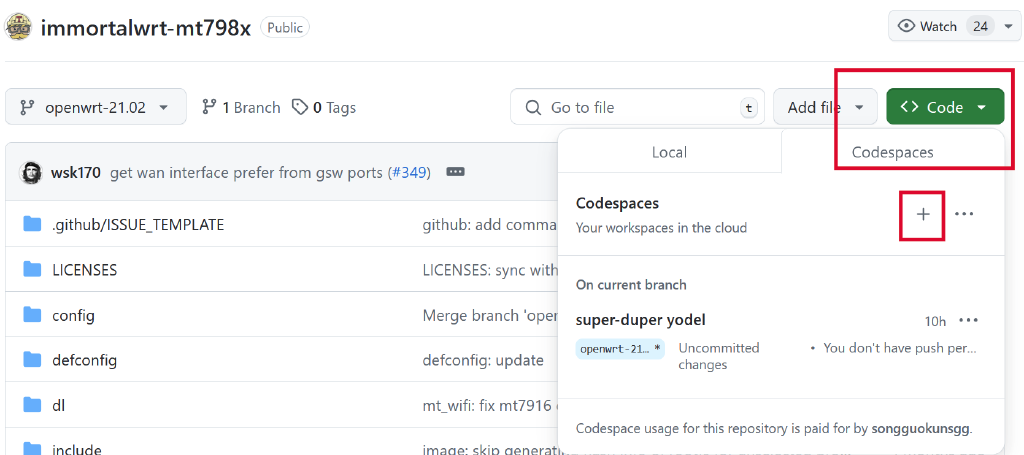 immortalwrt-mt798x Public Watch 24
openwrt-21.02 1 Branch 0 Tags Go to file t Add file Code
Local Codespaces
wsk170 get wan interface prefer from gsw ports (#349)
Codespaces
Your workspaces in the cloud
.github/ISSUE_TEMPLATE github: add comma
LICENSES LICENSES: sync with
On current branch
config Merge branch 'open
super-duper yodel 10h
openwrt-21... * Uncommitted changes • You don't have push per...
defconfig defconfig: update
dl mt_wifi: fix mt7916
Codespace usage for this repository is paid for by songguokunsgg.
include image: skip generating